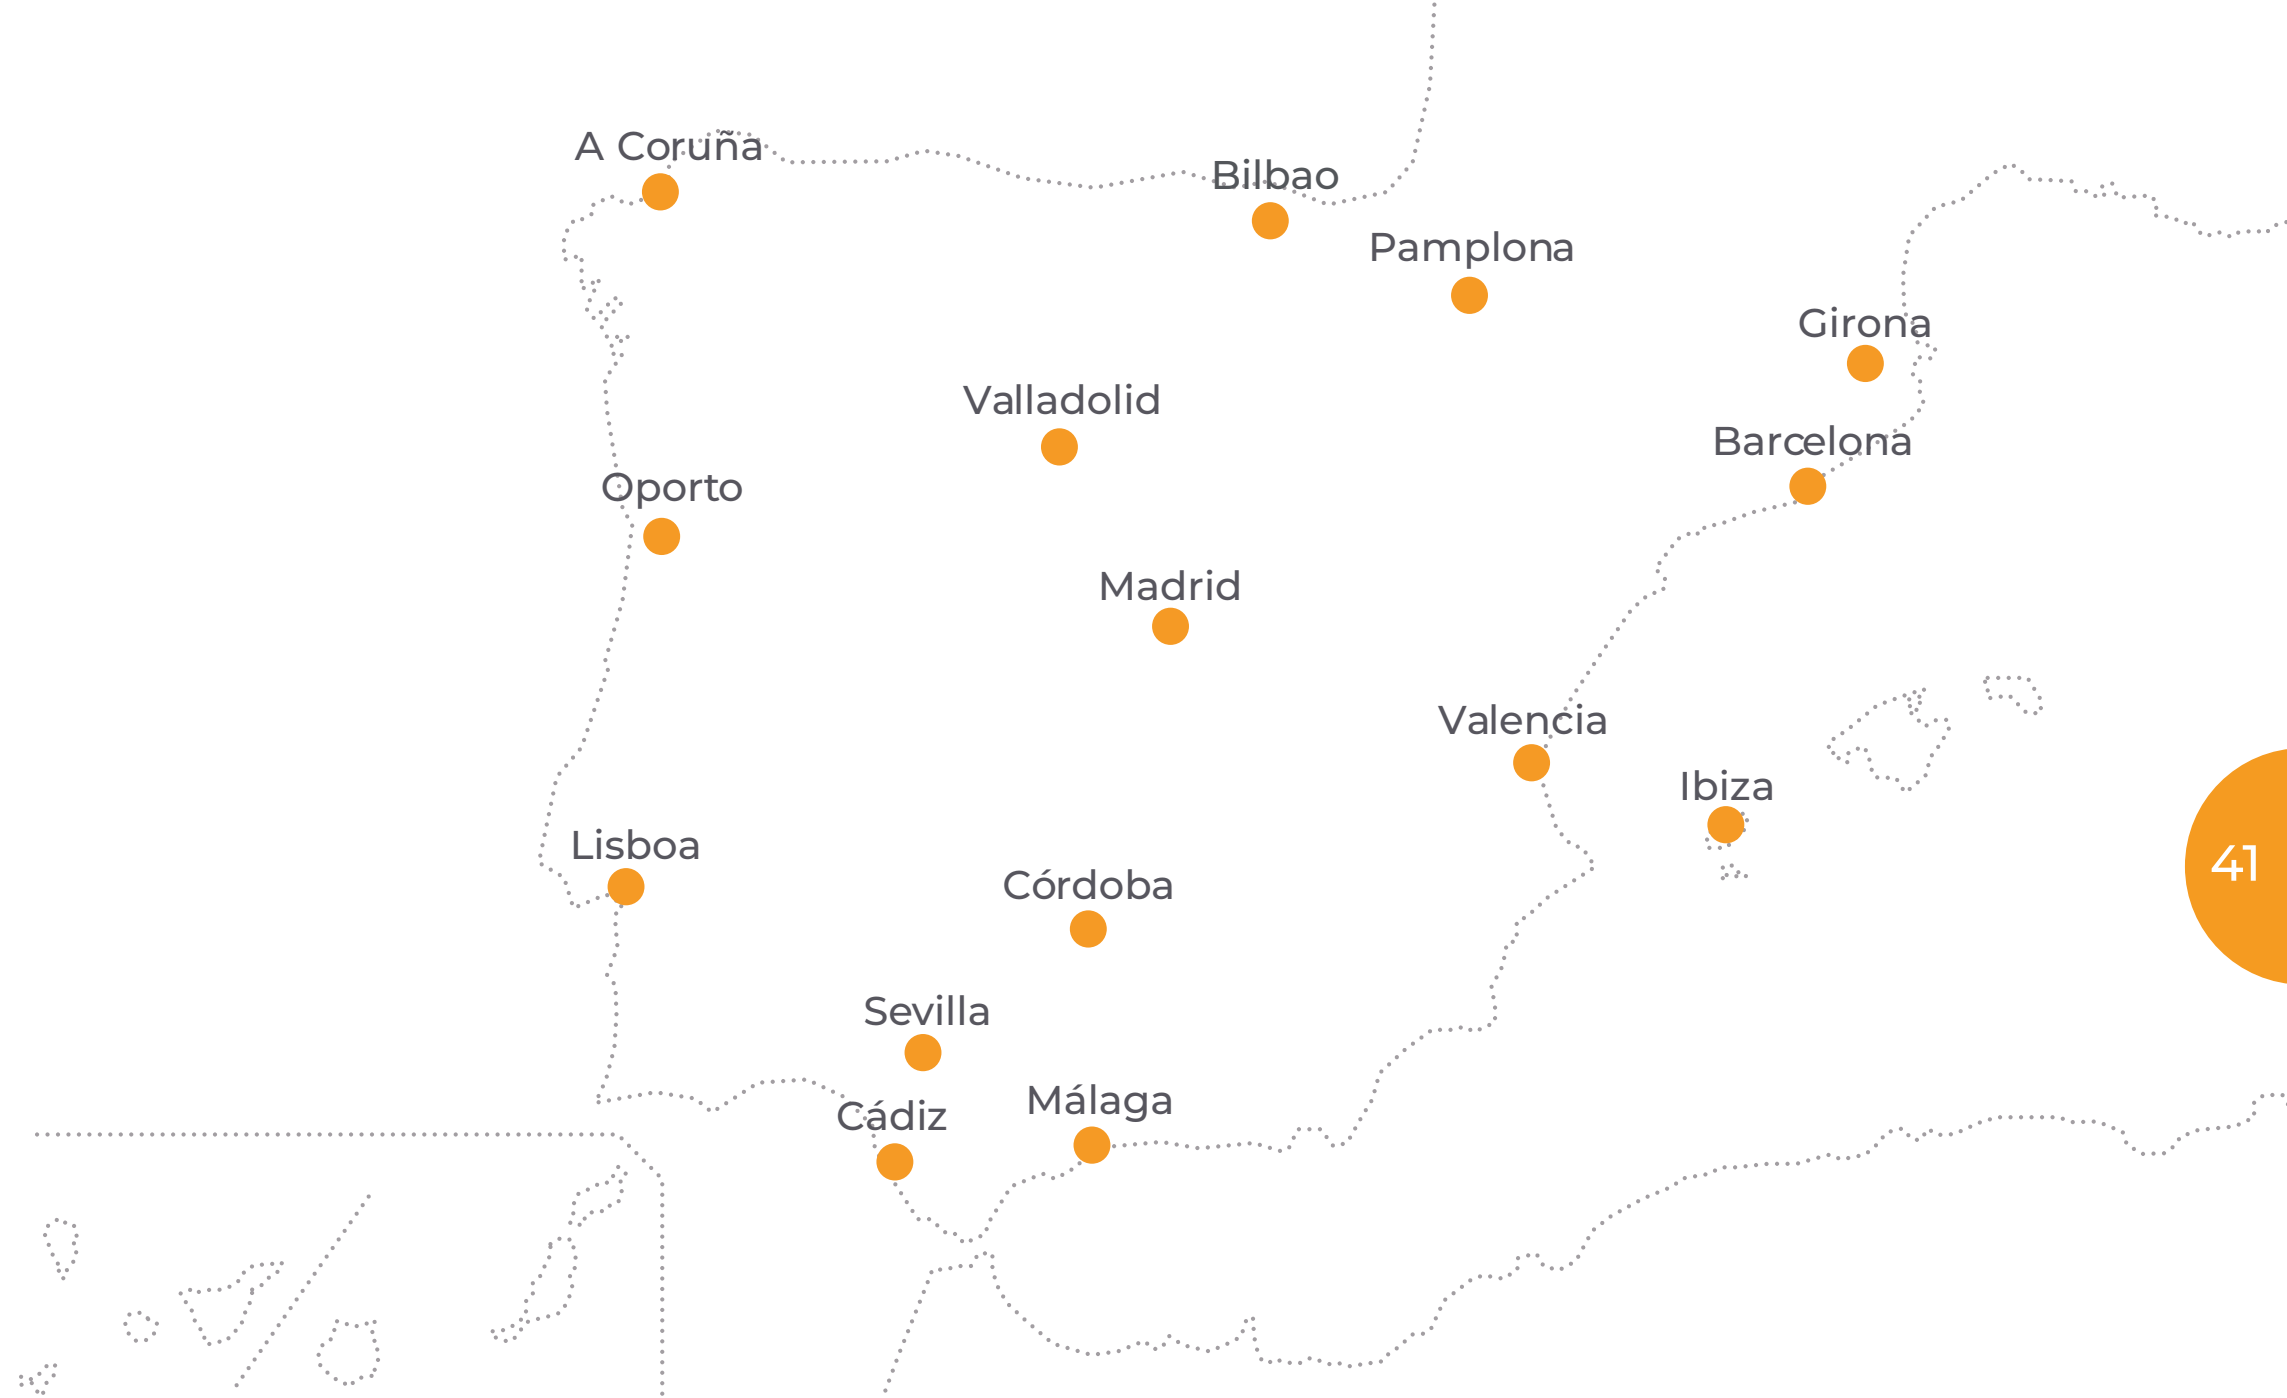 A Coruña
Bilbao
Pamplona
Girona
Valladolid
Barcelona
Oporto
Madrid
Valencia
Ibiza
Lisboa
41
Córdoba
Sevilla
Málaga
Cádiz